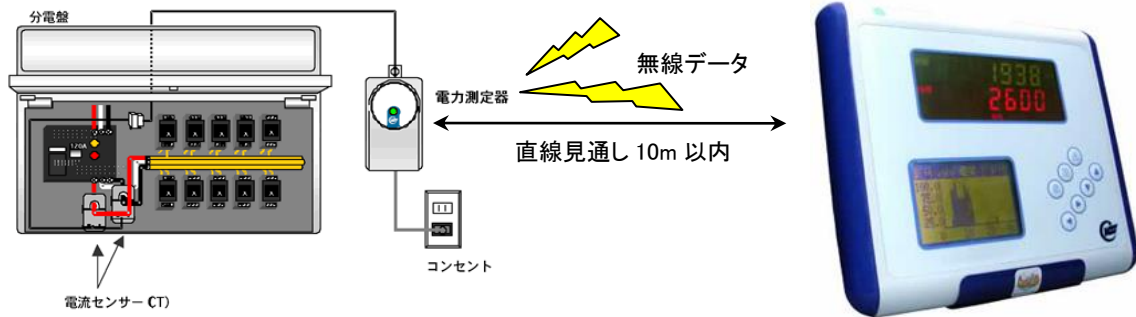 分電盤
電力測定器
無線データ
直線見通し 10m 以内
コンセント
電流センサー (CT)
1938
2600